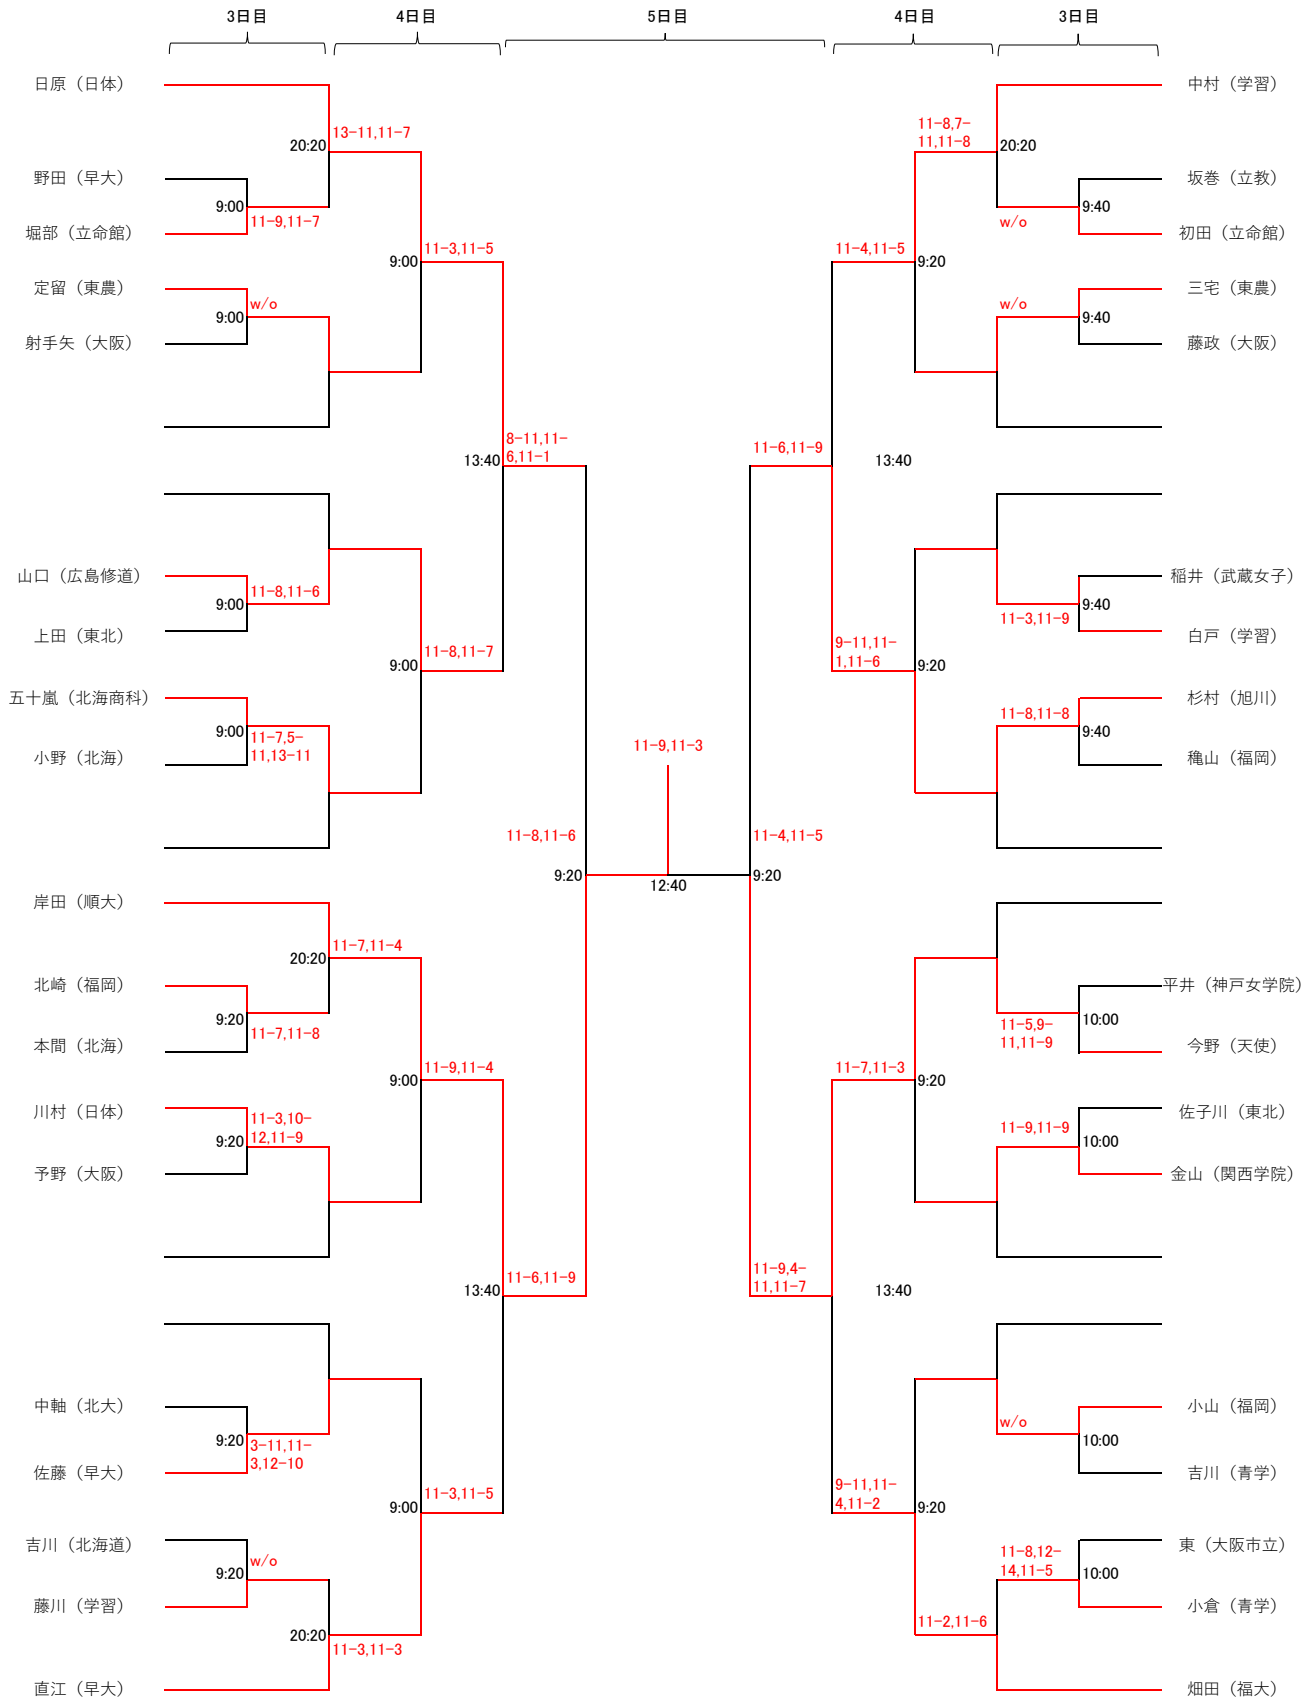 3日目
4日目
5日目
4日目
3日目
日原（日体）
中村（学習）
13-11,11-7
11-8,7-
11,11-8
20:20
20:20
野田（早大）
坂巻（立教）
9:00
9:40
11-9,11-7
w/o
堀部（立命館）
初田（立命館）
11-3,11-5
11-4,11-5
9:00
9:20
定留（東農）
三宅（東農）
w/o
w/o
9:00
9:40
射手矢（大阪）
藤政（大阪）
8-11,11-
6,11-1
11-6,11-9
13:40
13:40
山口（広島修道）
稲井（武蔵女子）
11-8,11-6
9:00
9:40
11-3,11-9
上田（東北）
白戸（学習）
11-8,11-7
9-11,11-
1,11-6
9:00
9:20
五十嵐（北海商科）
杉村（旭川）
11-8,11-8
9:00
9:40
11-7,5-
11,13-11
小野（北海）
穐山（福岡）
11-9,11-3
11-8,11-6
11-4,11-5
9:20
9:20
12:40
岸田（順大）
11-7,11-4
20:20
北崎（福岡）
平井（神戸女学院）
9:20
10:00
11-7,11-8
11-5,9-
11,11-9
本間（北海）
今野（天使）
11-9,11-4
11-7,11-3
9:00
9:20
川村（日体）
佐子川（東北）
11-3,10-
12,11-9
11-9,11-9
9:20
10:00
予野（大阪）
金山（関西学院）
11-6,11-9
11-9,4-
11,11-7
13:40
13:40
中軸（北大）
小山（福岡）
w/o
9:20
10:00
3-11,11-
3,12-10
佐藤（早大）
吉川（青学）
11-3,11-5
9-11,11-
4,11-2
9:00
9:20
吉川（北海道）
東（大阪市立）
w/o
11-8,12-
14,11-5
9:20
10:00
藤川（学習）
小倉（青学）
20:20
11-3,11-3
11-2,11-6
直江（早大）
畑田（福大）